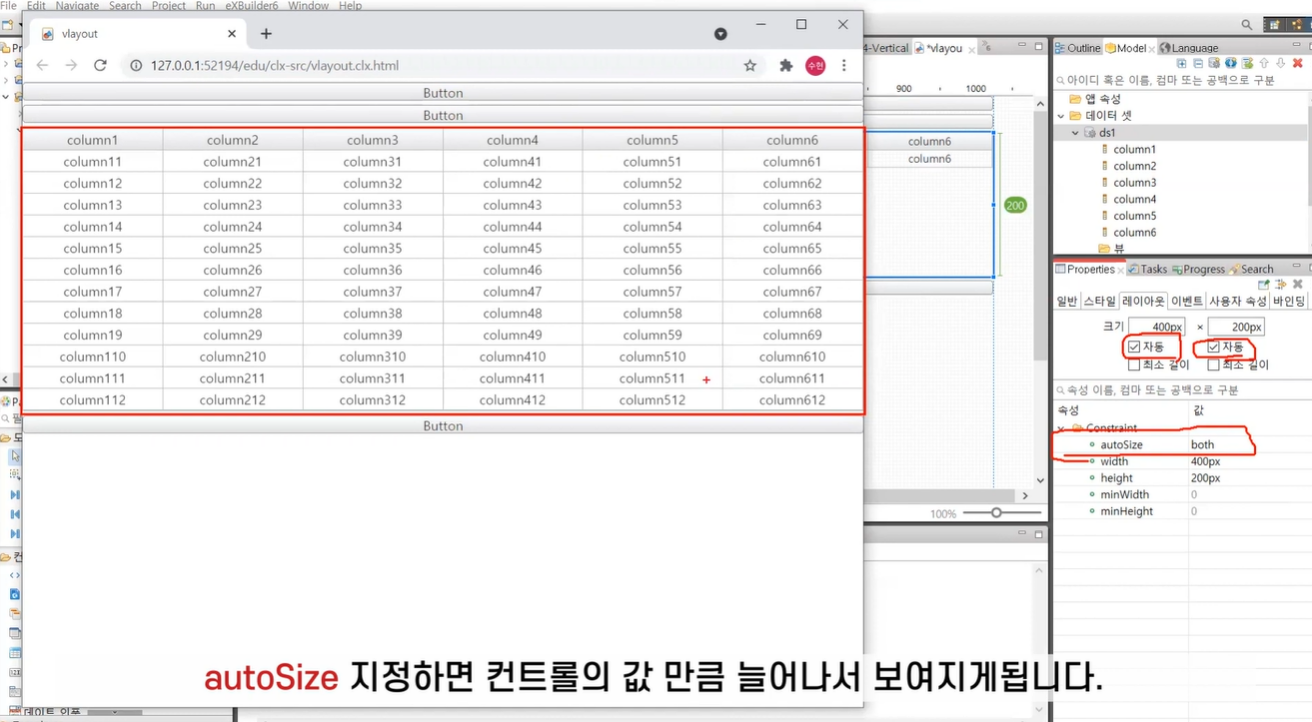 File Edit Navigate Search Project Run eXBuilder6 Window Help
vlayout
127.0.0.1:52194/edu/clx-src/vlayout.clx.html
수현
Button
Button
column1 column2 column3 column4 column5 column6
column11 column21 column31 column41 column51 column61
column12 column22 column32 column42 column52 column62
column13 column23 column33 column43 column53 column63
column14 column24 column34 column44 column54 column64
column15 column25 column35 column45 column55 column65
column16 column26 column36 column46 column56 column66
column17 column27 column37 column47 column57 column67
column18 column28 column38 column48 column58 column68
column19 column29 column39 column49 column59 column69
column110 column210 column310 column410 column510 column610
column111 column211 column311 column411 column511 column611
column112 column212 column312 column412 column512 column612
Button
4-Vertical *vlayou
900 1000
column6
column6
200
100%
Outline Model Language
아이디 혹은 이름, 컴마 또는 공백으로 구분
앱 속성
데이터 셋
ds1
column1
column2
column3
column4
column5
column6
뷰
Properties Tasks Progress Search
일반 스타일 레이아웃 이벤트 사용자 속성 바인딩
크기 400px × 200px
자동 자동
최소 길이 최소 길이
속성 이름, 컴마 또는 공백으로 구분
속성 값
Constraint
autoSize both
width 400px
height 200px
minWidth 0
minHeight 0
autoSize 지정하면 컨트롤의 값 만큼 늘어나서 보여지게됩니다.